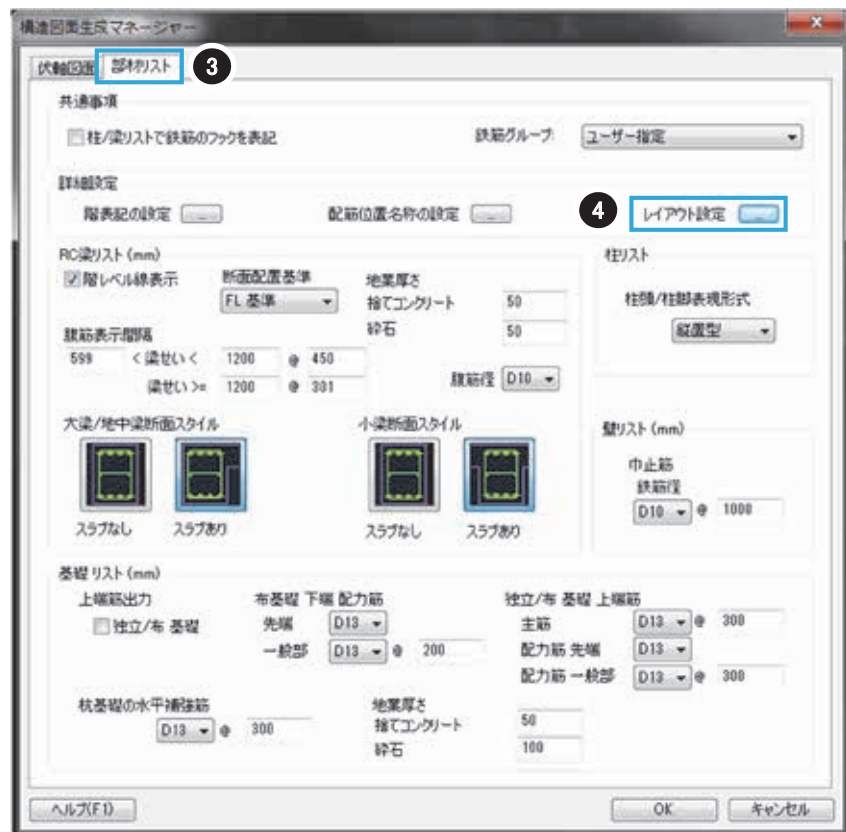 構造図面生成マネージャー
伏軸図面 部材リスト 3
共通事項
柱/梁リストで鉄筋のフックを表記 鉄筋グループ: ユーザー指定
詳細設定
階表記の設定 ... 配筋位置名称の設定 ... 4 レイアウト設定 ...
RC梁リスト (mm) 柱リスト
階レベル線表示 断面配置基準 地業厚さ
FL 基準 捨てコンクリート 50 柱頭/柱脚表現形式
砕石 50 縦置型
腹筋表示間隔
599 < 梁せい < 1200 @ 450
梁せい >= 1200 @ 301 腹筋径 D10
大梁/地中梁断面スタイル 小梁断面スタイル 壁リスト (mm)
巾止筋
鉄筋径
D10 @ 1000
スラブなし スラブあり スラブなし スラブあり
基礎リスト (mm)
上端筋出力 布基礎 下端 配力筋 独立/布 基礎 上端筋
独立/布 基礎 先端 D13 主筋 D13 @ 300
一般部 D13 @ 200 配力筋 先端 D13
配力筋 一般部 D13 @ 300
杭基礎の水平補強筋 地業厚さ
D13 @ 300 捨てコンクリート 50
砕石 100
ヘルプ(F1) OK キャンセル